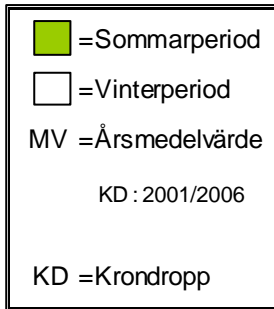 =Sommarperiod
=Vinterperiod
MV =Årsmedelvärde
KD : 2001/2006
KD =Krondropp